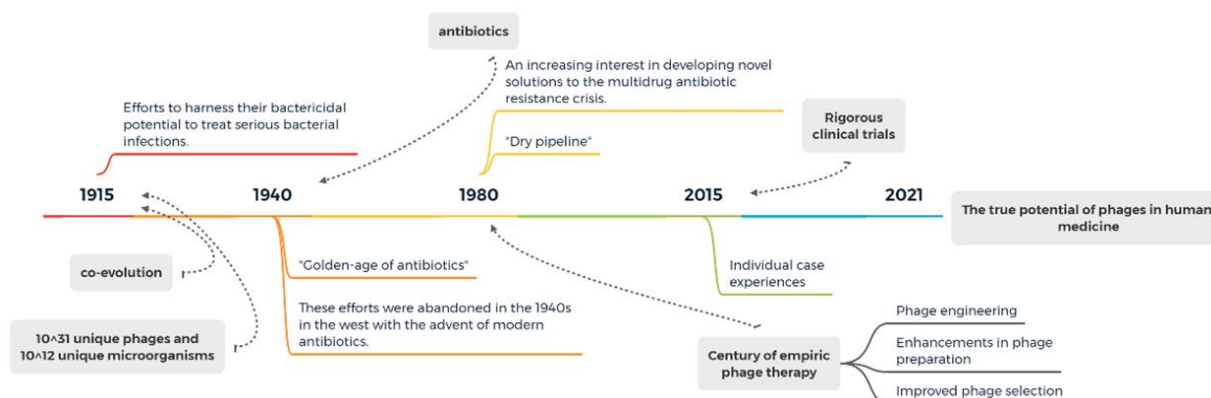 antibiotics
An increasing interest in developing novel
solutions to the multidrug antibiotic
resistance crisis.
Efforts to harness their bactericidal
potential to treat serious bacterial
infections.
"Dry pipeline"
Rigorous
clinical trials
1915
1940
1980
2015
2021
The true potential of phages in human
medicine
co-evolution
"Golden-age of antibiotics"
Individual case
experiences
These efforts were abandoned in the 1940s
in the west with the advent of modern
antibiotics.
10^31 unique phages and
10^12 unique microorganisms
Century of empiric
phage therapy
Phage engineering
Enhancements in phage
preparation
Improved phage selection